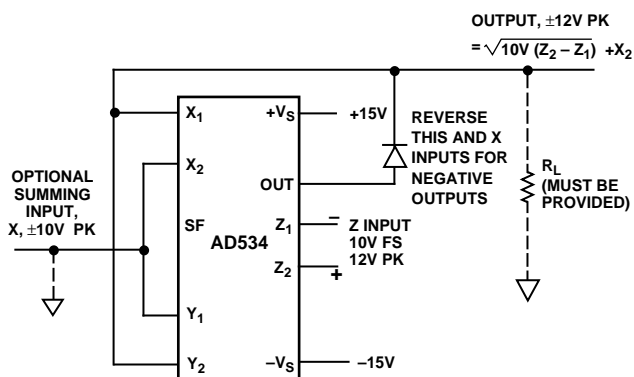 OUTPUT, ±12V PK
= √10V (Z2 – Z1) +X2
X1
+VS
+15V
REVERSE
THIS AND X
INPUTS FOR
NEGATIVE
OUTPUTS
OPTIONAL
SUMMING
INPUT,
X, ±10V PK
X2
OUT
RL
(MUST BE
PROVIDED)
SF
AD534
Z1
–
Z INPUT
10V FS
12V PK
Z2
+
Y1
Y2
–VS
–15V